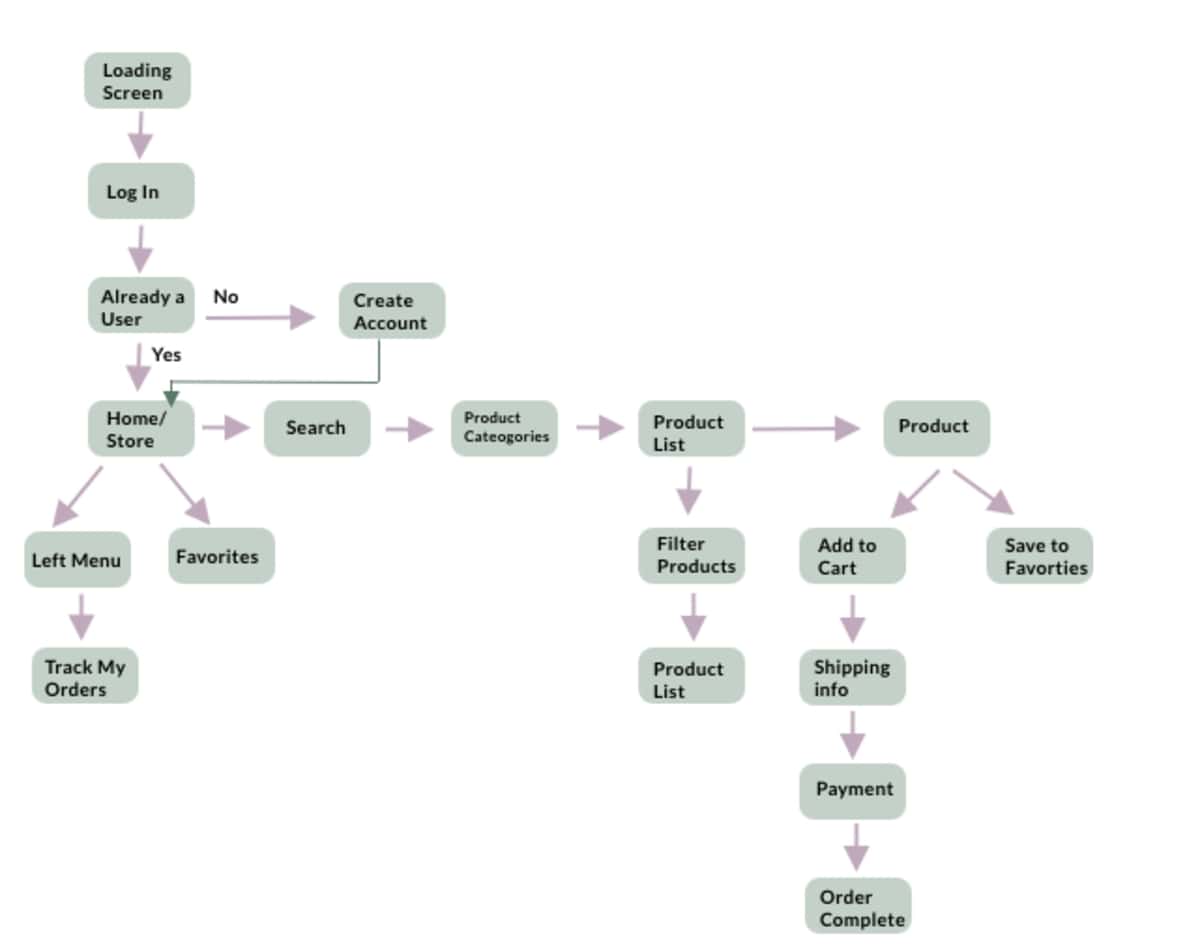 Loading
Screen
Log In
Already a
User
No
Create
Account
Yes
Home/
Store
Search
Product
Cateogories
Product
List
Product
Left Menu
Favorites
Filter
Products
Add to
Cart
Save to
Favorties
Track My
Orders
Product
List
Shipping
info
Payment
Order
Complete